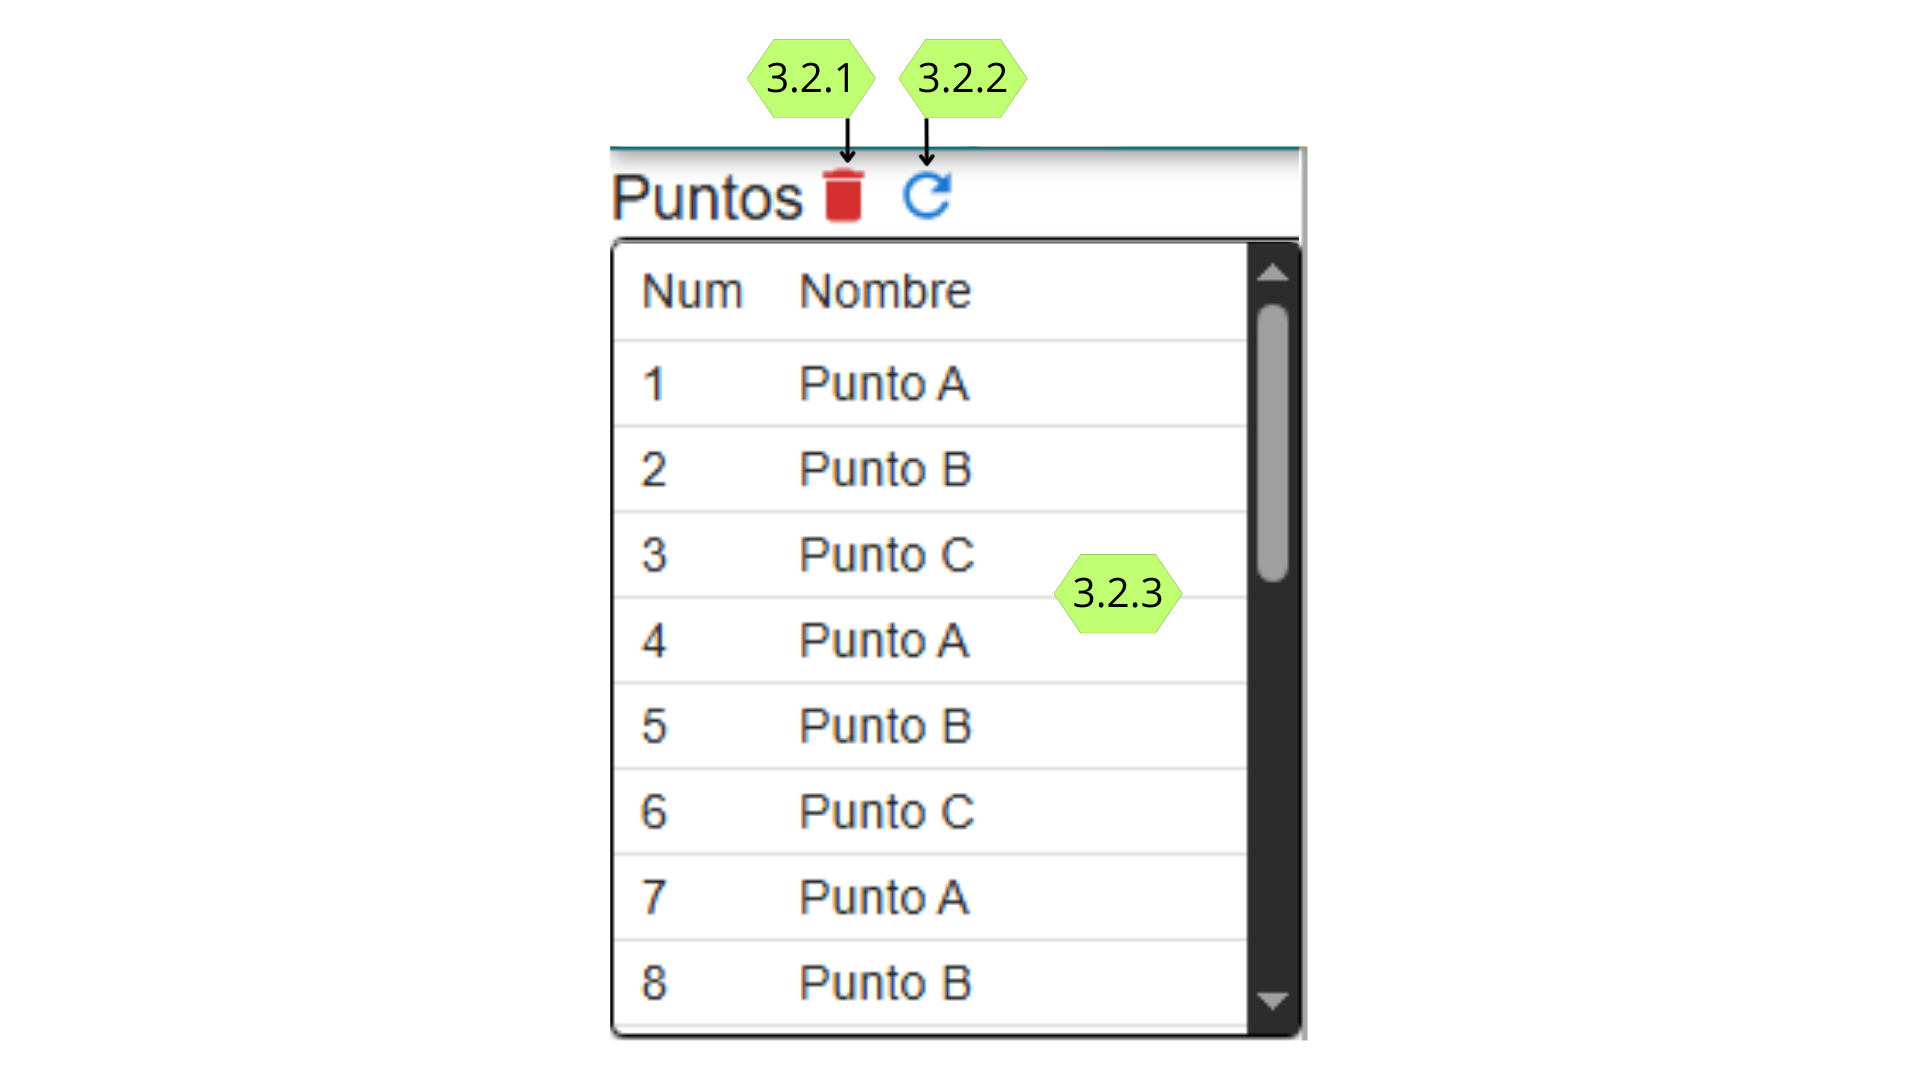 3.2.1 3.2.2
Puntos
Num Nombre
1 Punto A
2 Punto B
3 Punto C
3.2.3
4 Punto A
5 Punto B
6 Punto C
7 Punto A
8 Punto B